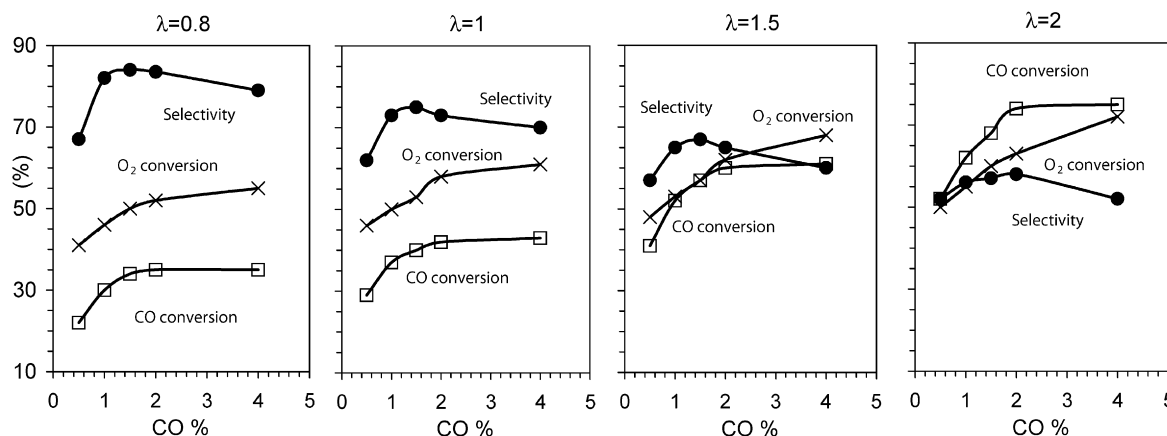 λ=0.8
λ=1
λ=1.5
λ=2
(%)
90
70
50
30
10
Selectivity
O₂ conversion
CO conversion
0 1 2 3 4 5
CO %
Selectivity
O₂ conversion
CO conversion
0 1 2 3 4 5
CO %
Selectivity
O₂ conversion
CO conversion
0 1 2 3 4 5
CO %
CO conversion
O₂ conversion
Selectivity
0 1 2 3 4 5
CO %